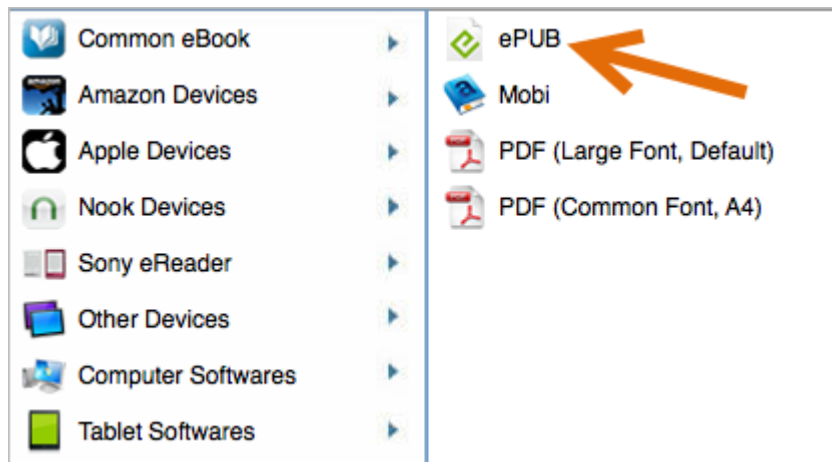 Common eBook
Amazon Devices
Apple Devices
Nook Devices
Sony eReader
Other Devices
Computer Softwares
Tablet Softwares
ePUB
Mobi
PDF (Large Font, Default)
PDF (Common Font, A4)